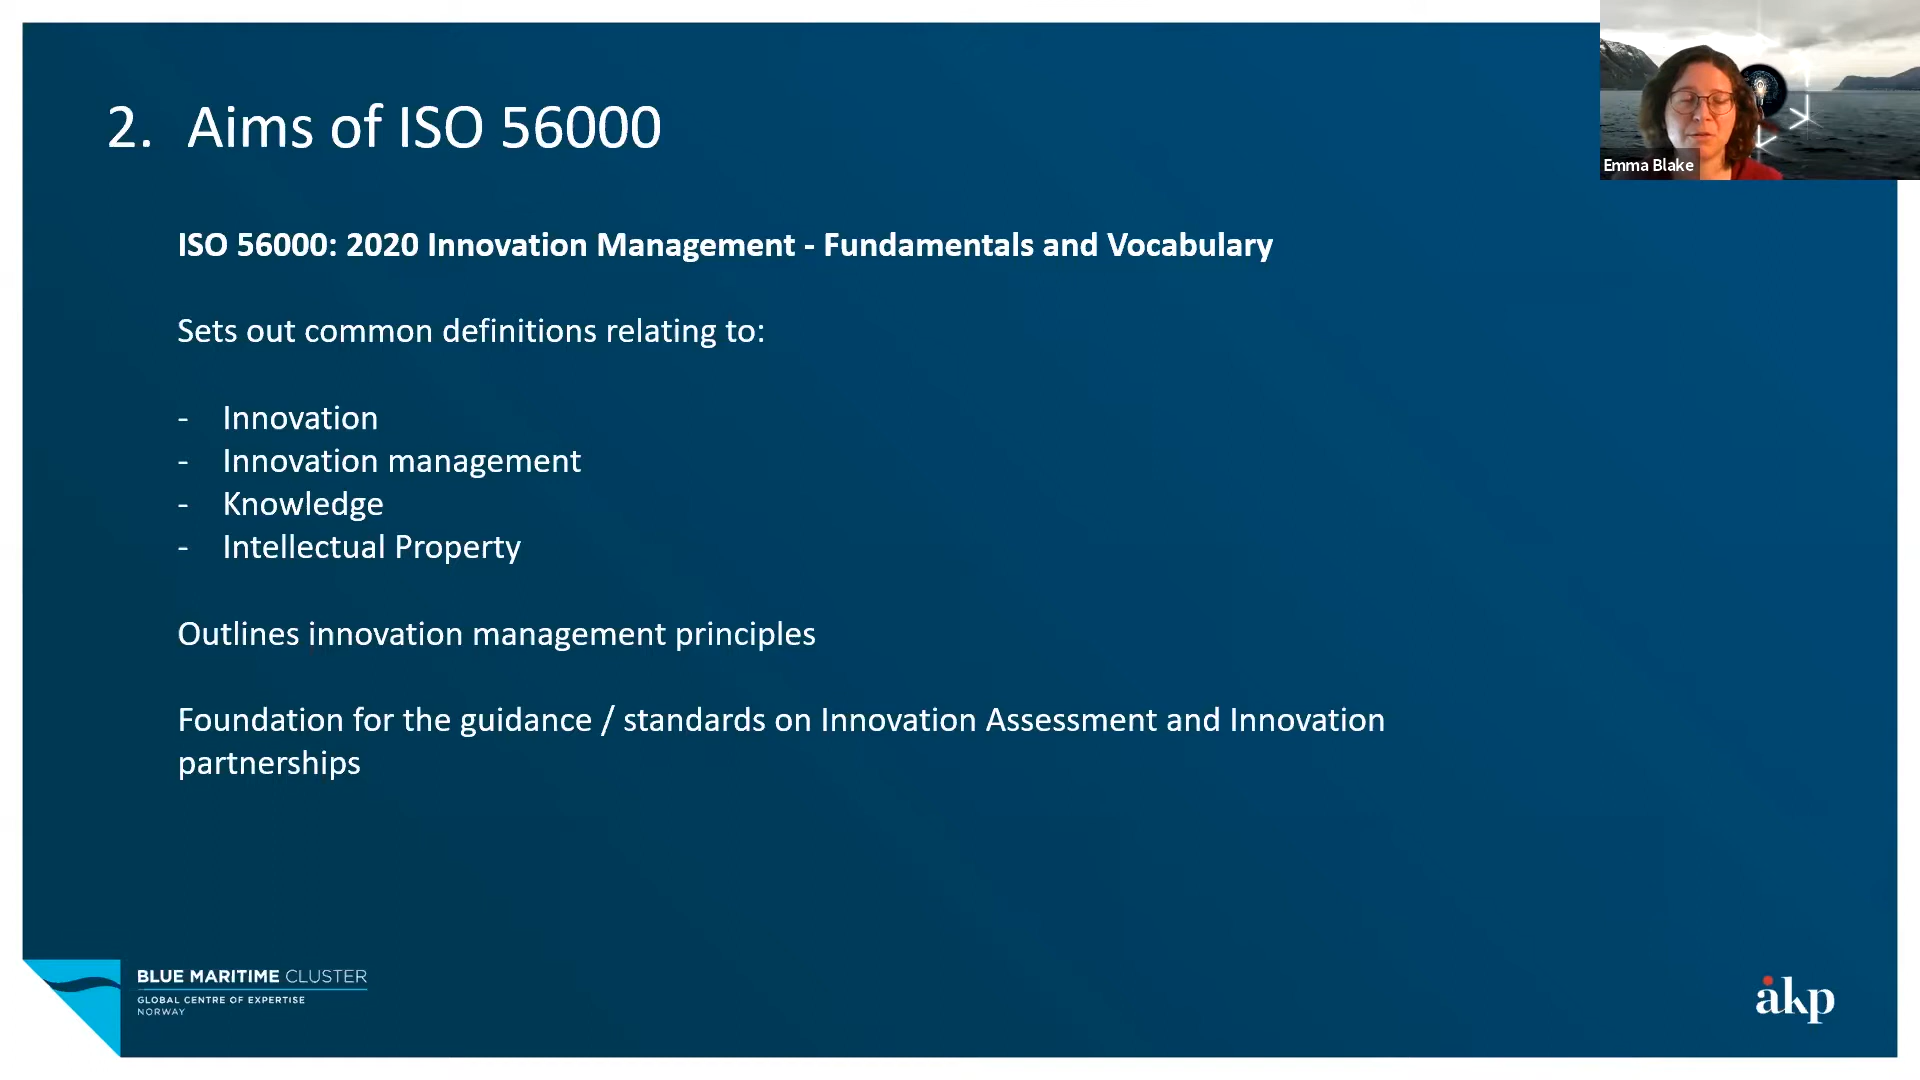 2. Aims of ISO 56000
Emma Blake
ISO 56000: 2020 Innovation Management - Fundamentals and Vocabulary
Sets out common definitions relating to:
- Innovation
- Innovation management
- Knowledge
- Intellectual Property
Outlines innovation management principles
Foundation for the guidance / standards on Innovation Assessment and Innovation
partnerships
BLUE MARITIME CLUSTER
GLOBAL CENTRE OF EXPERTISE
NORWAY
åkp